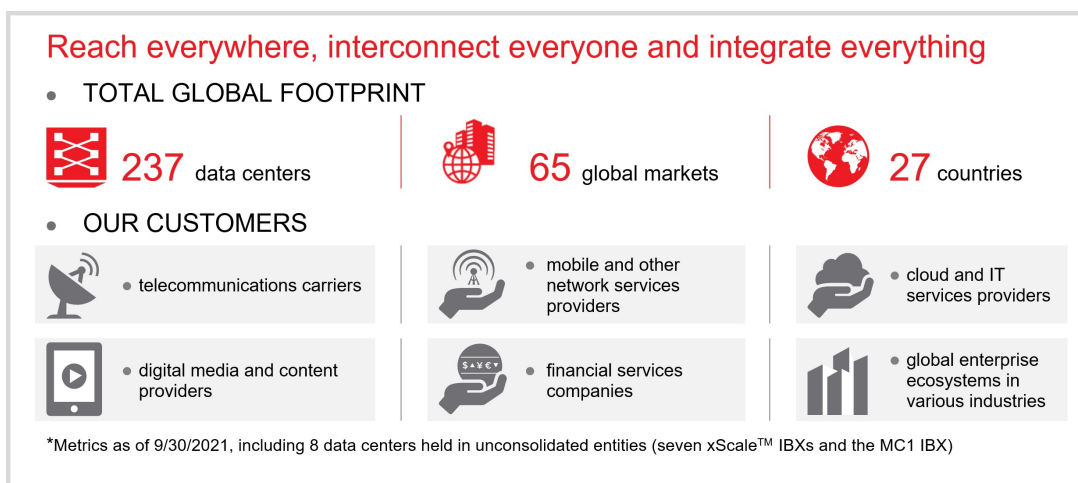 Reach everywhere, interconnect everyone and integrate everything
• TOTAL GLOBAL FOOTPRINT
237 data centers
65 global markets
27 countries
• OUR CUSTOMERS
• telecommunications carriers
• mobile and other
network services
providers
• cloud and IT
services providers
• digital media and content
providers
$▲¥€▼
• financial services
companies
• global enterprise
ecosystems in
various industries
*Metrics as of 9/30/2021, including 8 data centers held in unconsolidated entities (seven xScale™ IBXs and the MC1 IBX)